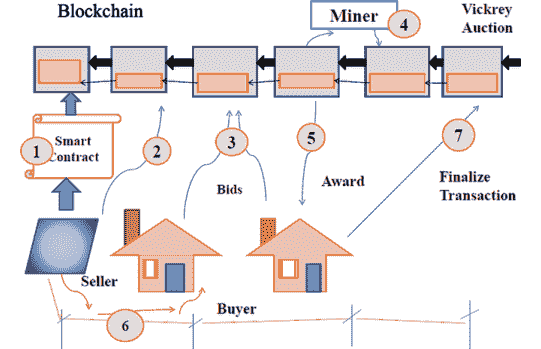 Blockchain
Vickrey
Auction
Miner
4
1
Smart
Contract
2
3
5
7
Bids
Award
Finalize
Transaction
Seller
Buyer
6